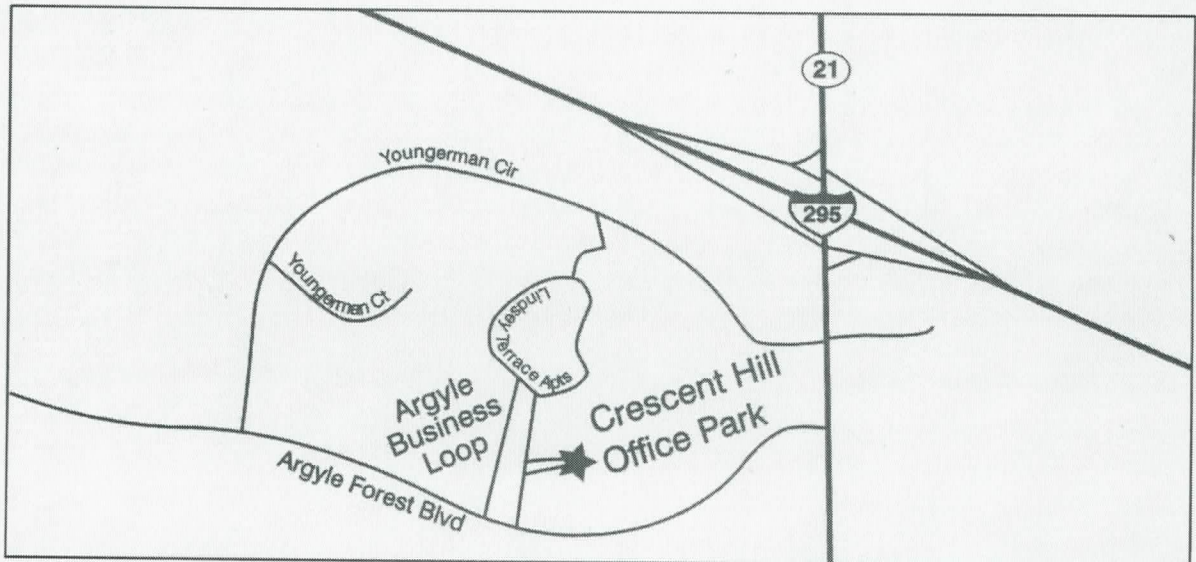 21
Youngerman Cir
295
Youngerman Ct
Lindsey Terrace Apts
Argyle
Business
Loop
Crescent Hill
Office Park
Argyle Forest Blvd